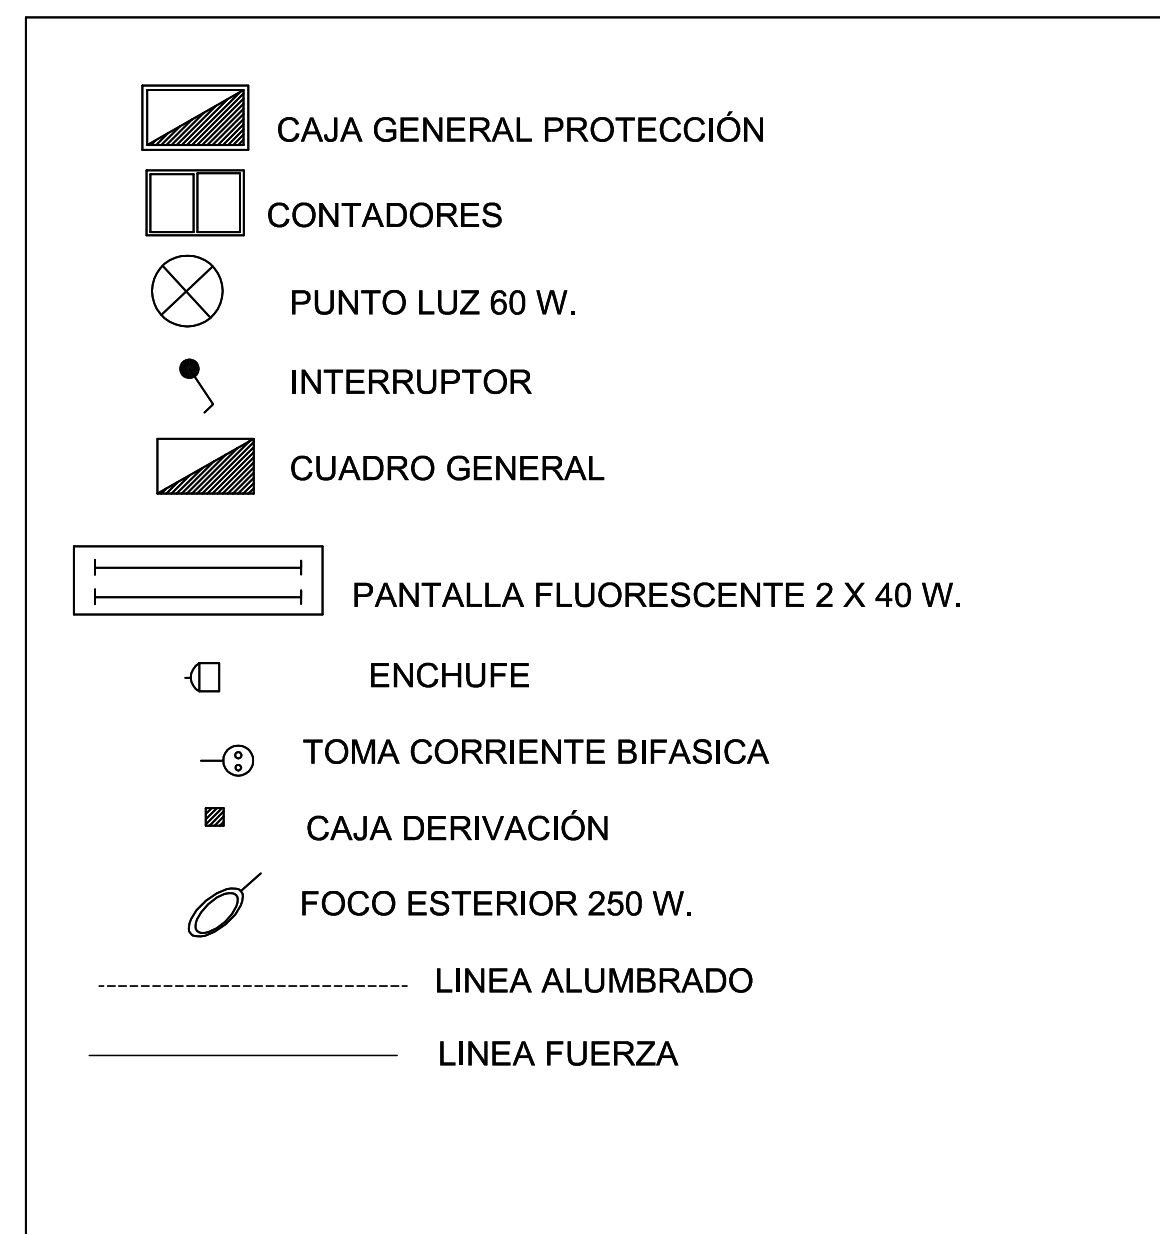 CAJA GENERAL PROTECCIÓN
CONTADORES
PUNTO LUZ 60 W.
INTERRUPTOR
CUADRO GENERAL
PANTALLA FLUORESCENTE 2 X 40 W.
ENCHUFE
TOMA CORRIENTE BIFASICA
CAJA DERIVACIÓN
FOCO ESTERIOR 250 W.
LINEA ALUMBRADO
LINEA FUERZA